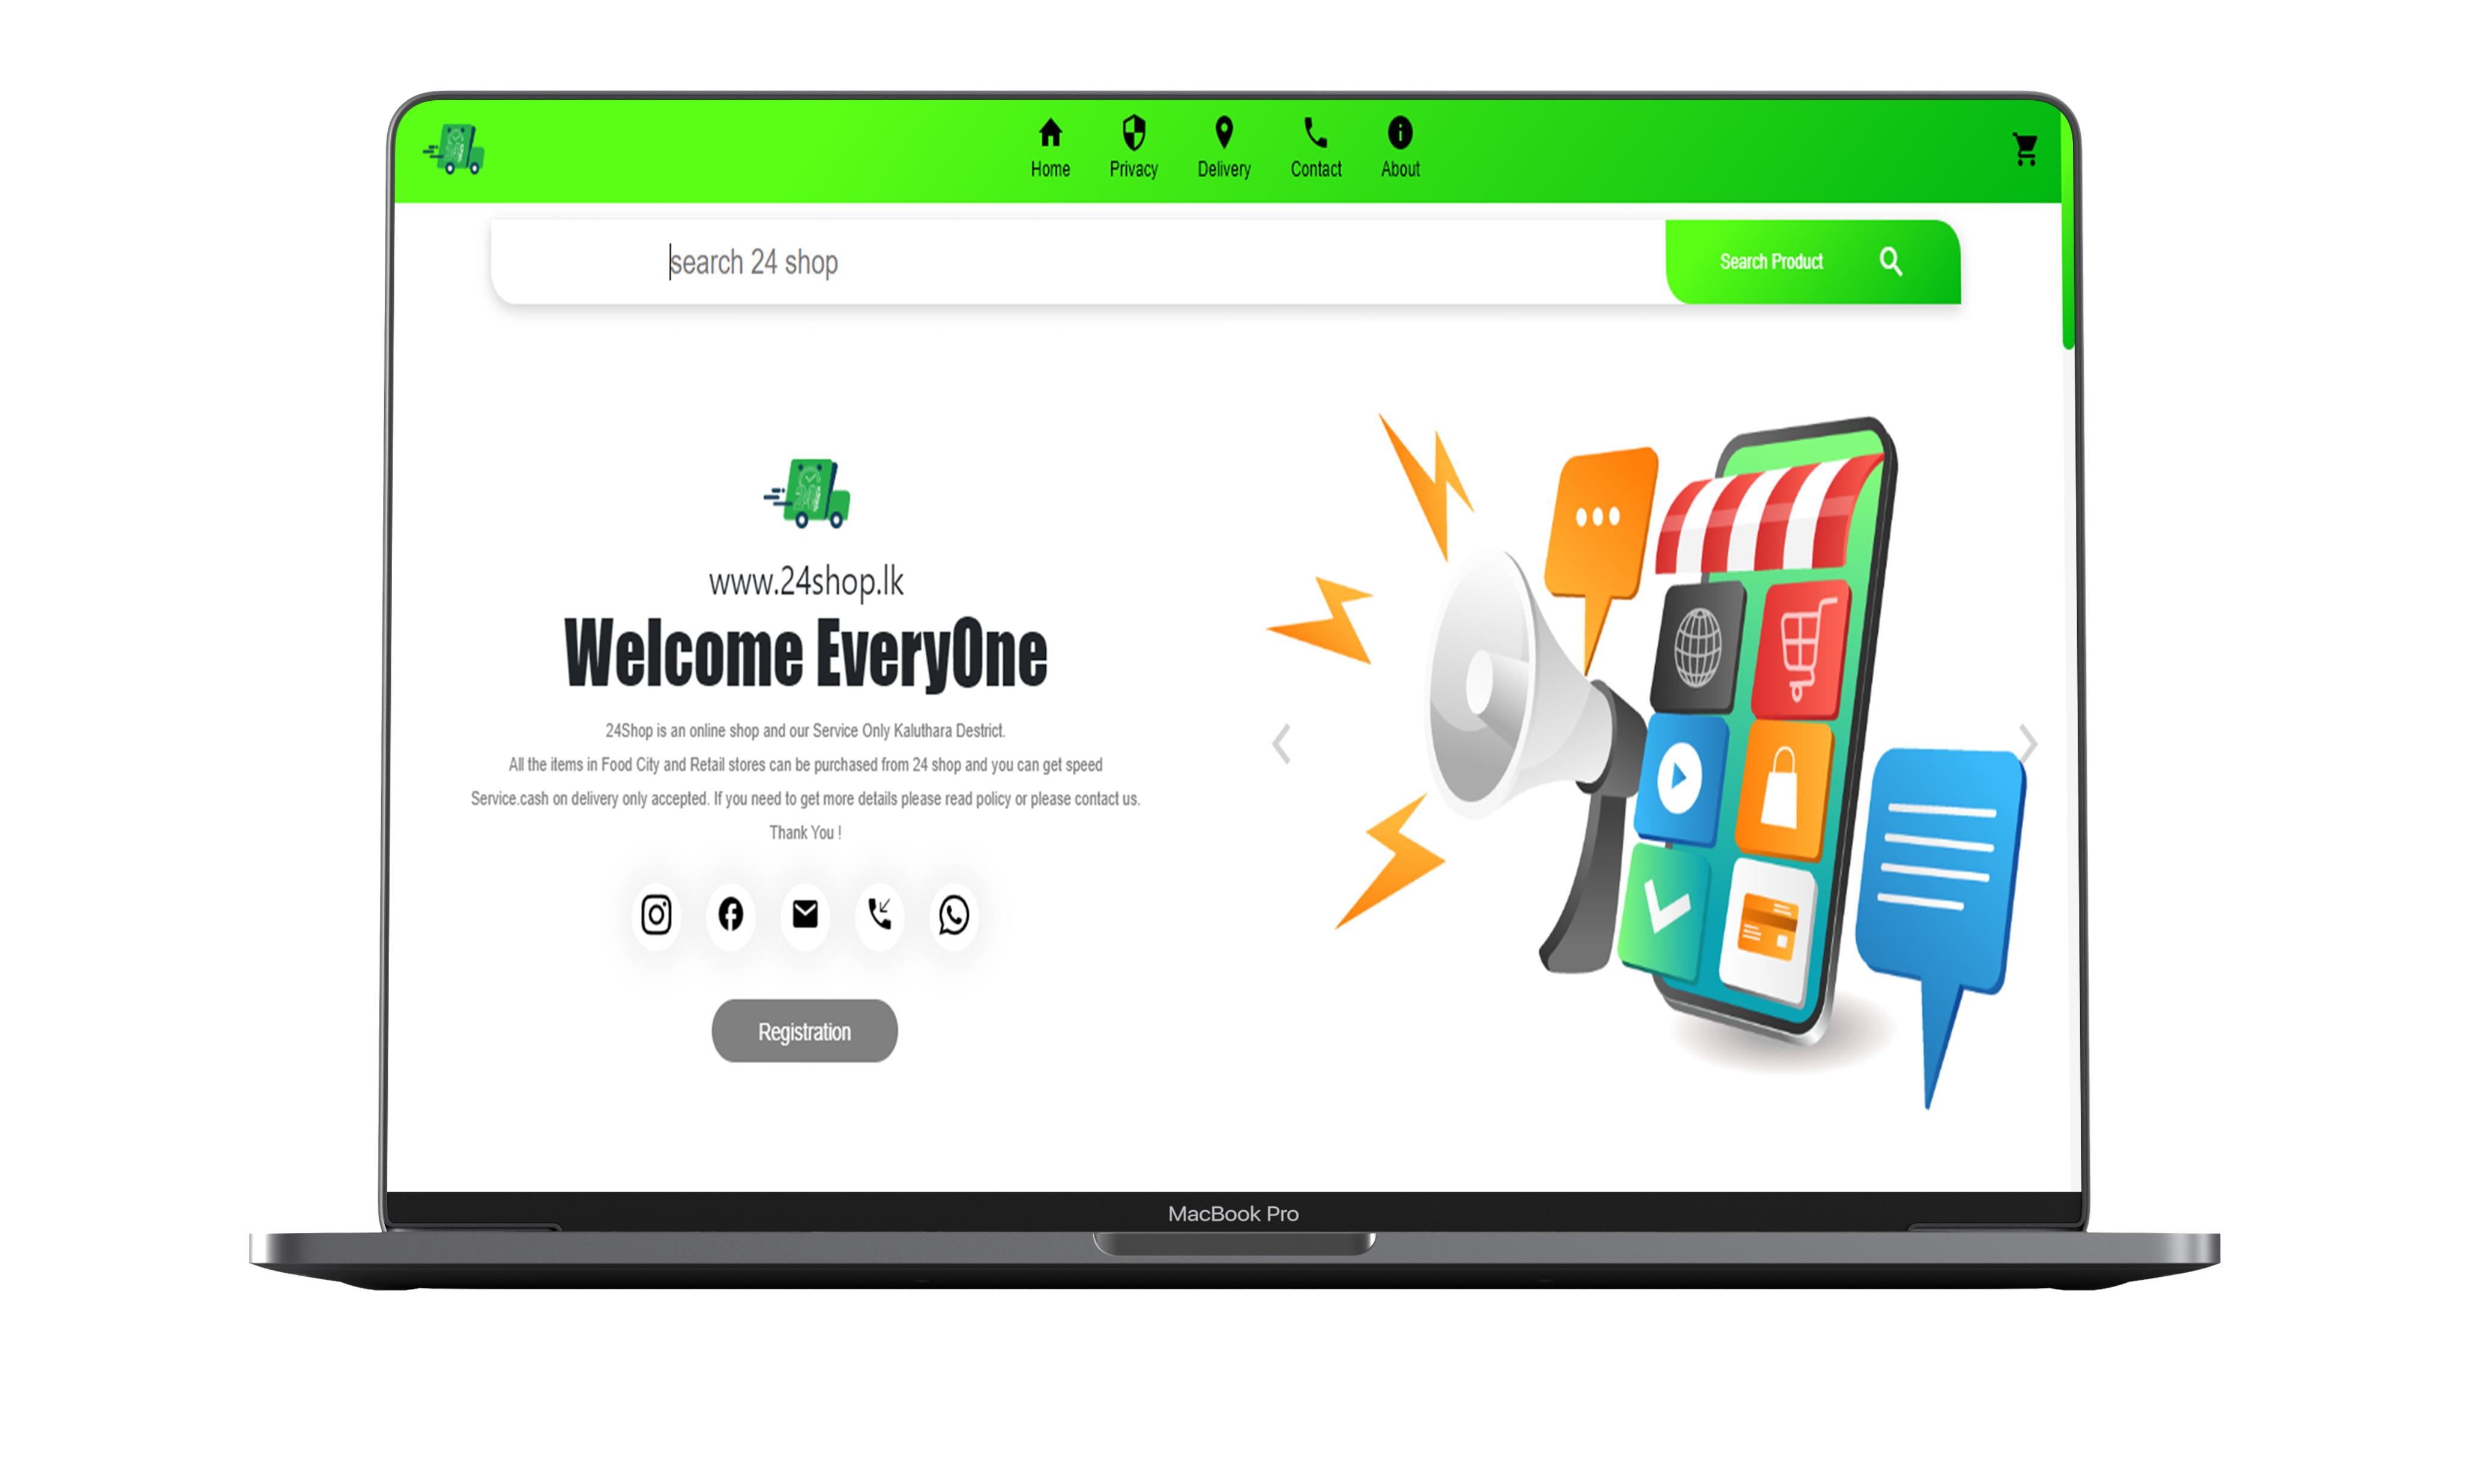 Home Privacy Delivery Contact About
search 24 shop
Search Product
www.24shop.lk
Welcome EveryOne
24Shop is an online shop and our Service Only Kaluthara Destrict.
All the items in Food City and Retail stores can be purchased from 24 shop and you can get speed
Service.cash on delivery only accepted. If you need to get more details please read policy or please contact us.
Thank You !
Registration
MacBook Pro